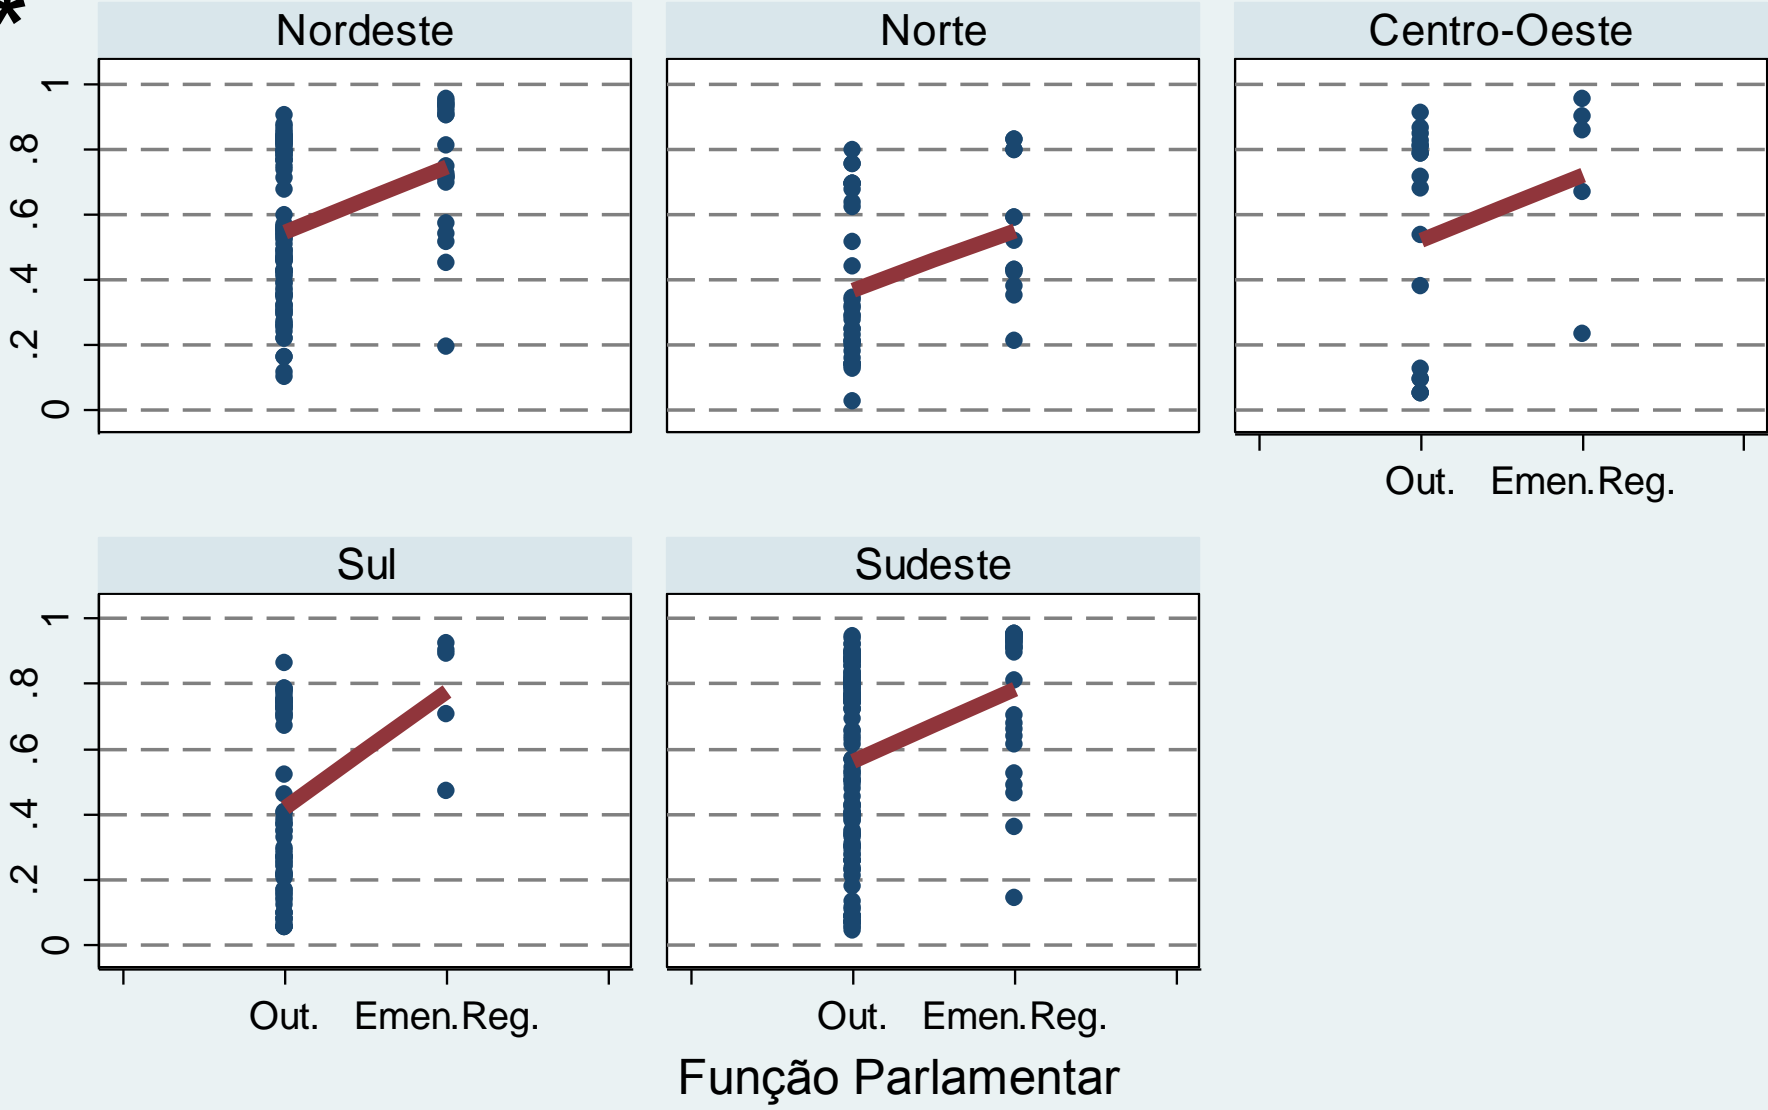 *
Nordeste
Norte
Centro-Oeste
1
.8
.6
.4
.2
0
Out. Emen.Reg.
Sul
Sudeste
1
.8
.6
.4
.2
0
Out. Emen.Reg.
Out. Emen.Reg.
Função Parlamentar